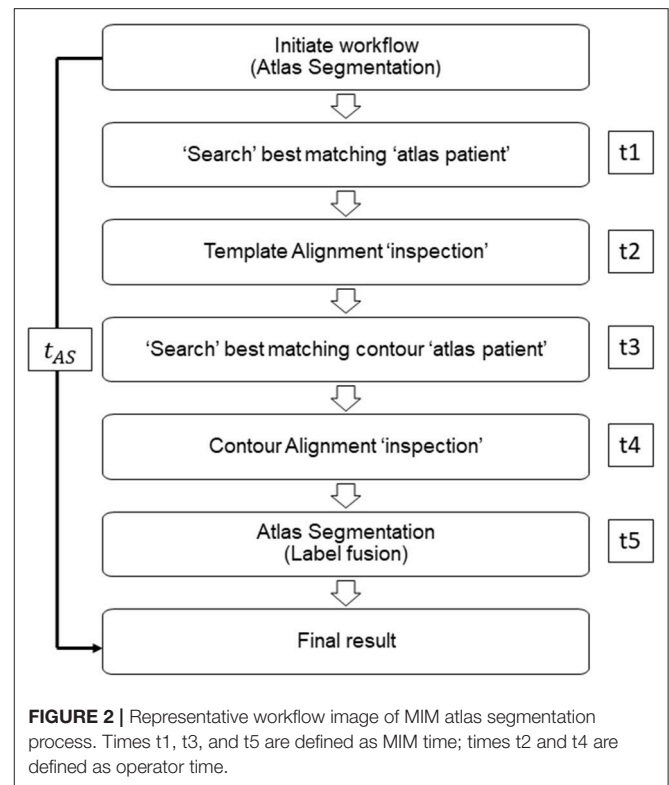 Initiate workflow
(Atlas Segmentation)
'Search' best matching 'atlas patient'
t1
Template Alignment 'inspection'
t2
'Search' best matching contour 'atlas patient'
t3
t_AS
Contour Alignment 'inspection'
t4
Atlas Segmentation
(Label fusion)
t5
Final result
FIGURE 2 | Representative workflow image of MIM atlas segmentation
process. Times t1, t3, and t5 are defined as MIM time; times t2 and t4 are
defined as operator time.